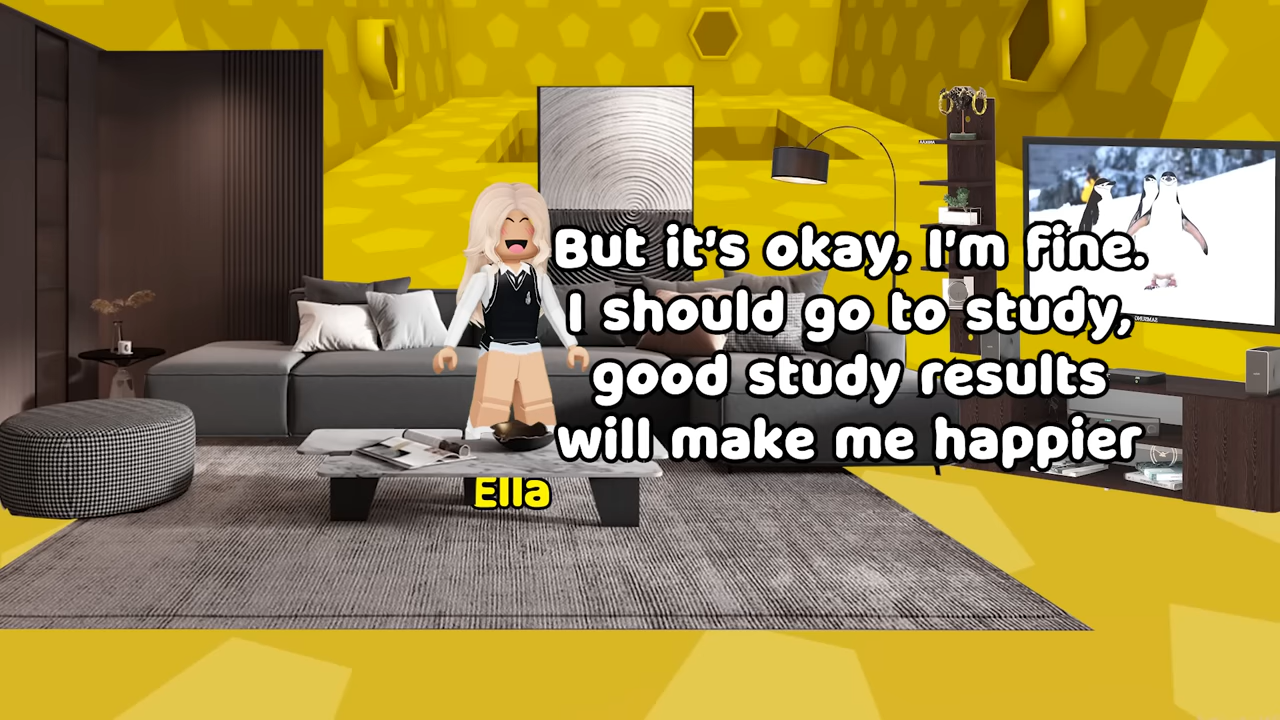 But it's okay, I'm fine.
I should go to study,
good study results
will make me happier
Ella